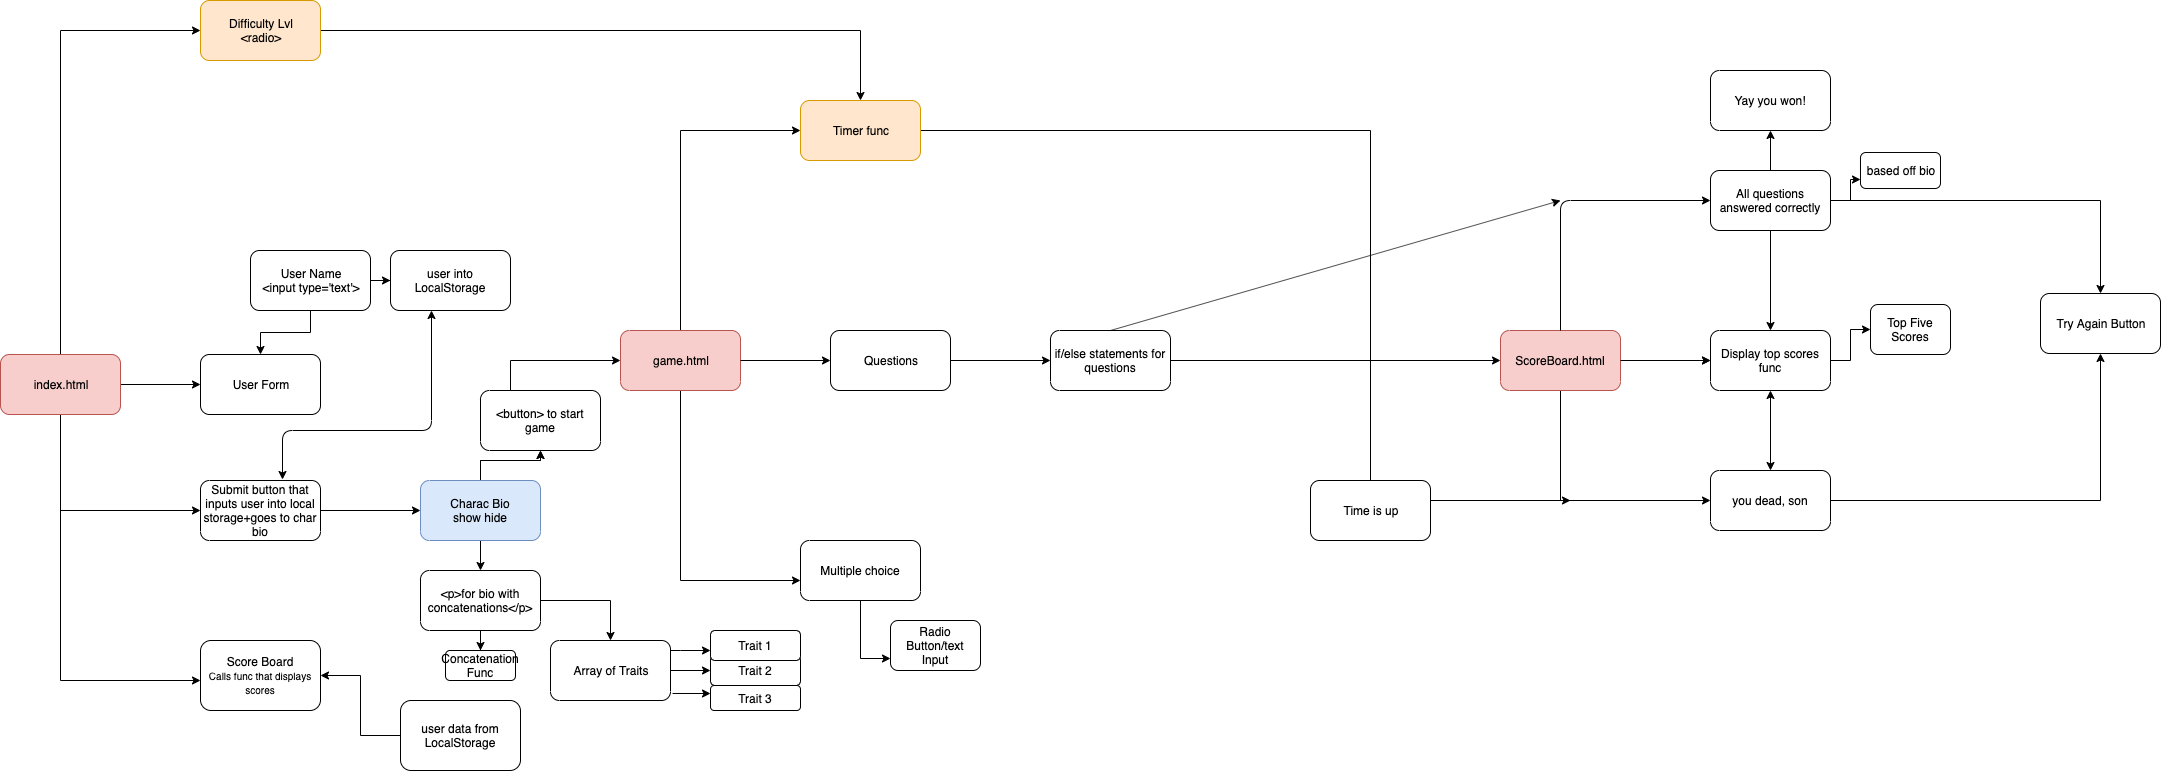 Difficulty Lvl
<radio>
Timer func
Yay you won!
All questions
answered correctly
based off bio
User Name
<input type='text'>
user into
LocalStorage
index.html
User Form
<button> to start
game
game.html
Questions
if/else statements for
questions
ScoreBoard.html
Display top scores
func
Top Five
Scores
Try Again Button
Submit button that
inputs user into local
storage+goes to char
bio
Charac Bio
show hide
Time is up
you dead, son
<p>for bio with
concatenations</p>
Concatenation
Func
Array of Traits
Trait 1
Trait 2
Trait 3
Multiple choice
Radio
Button/text
Input
Score Board
Calls func that displays
scores
user data from
LocalStorage